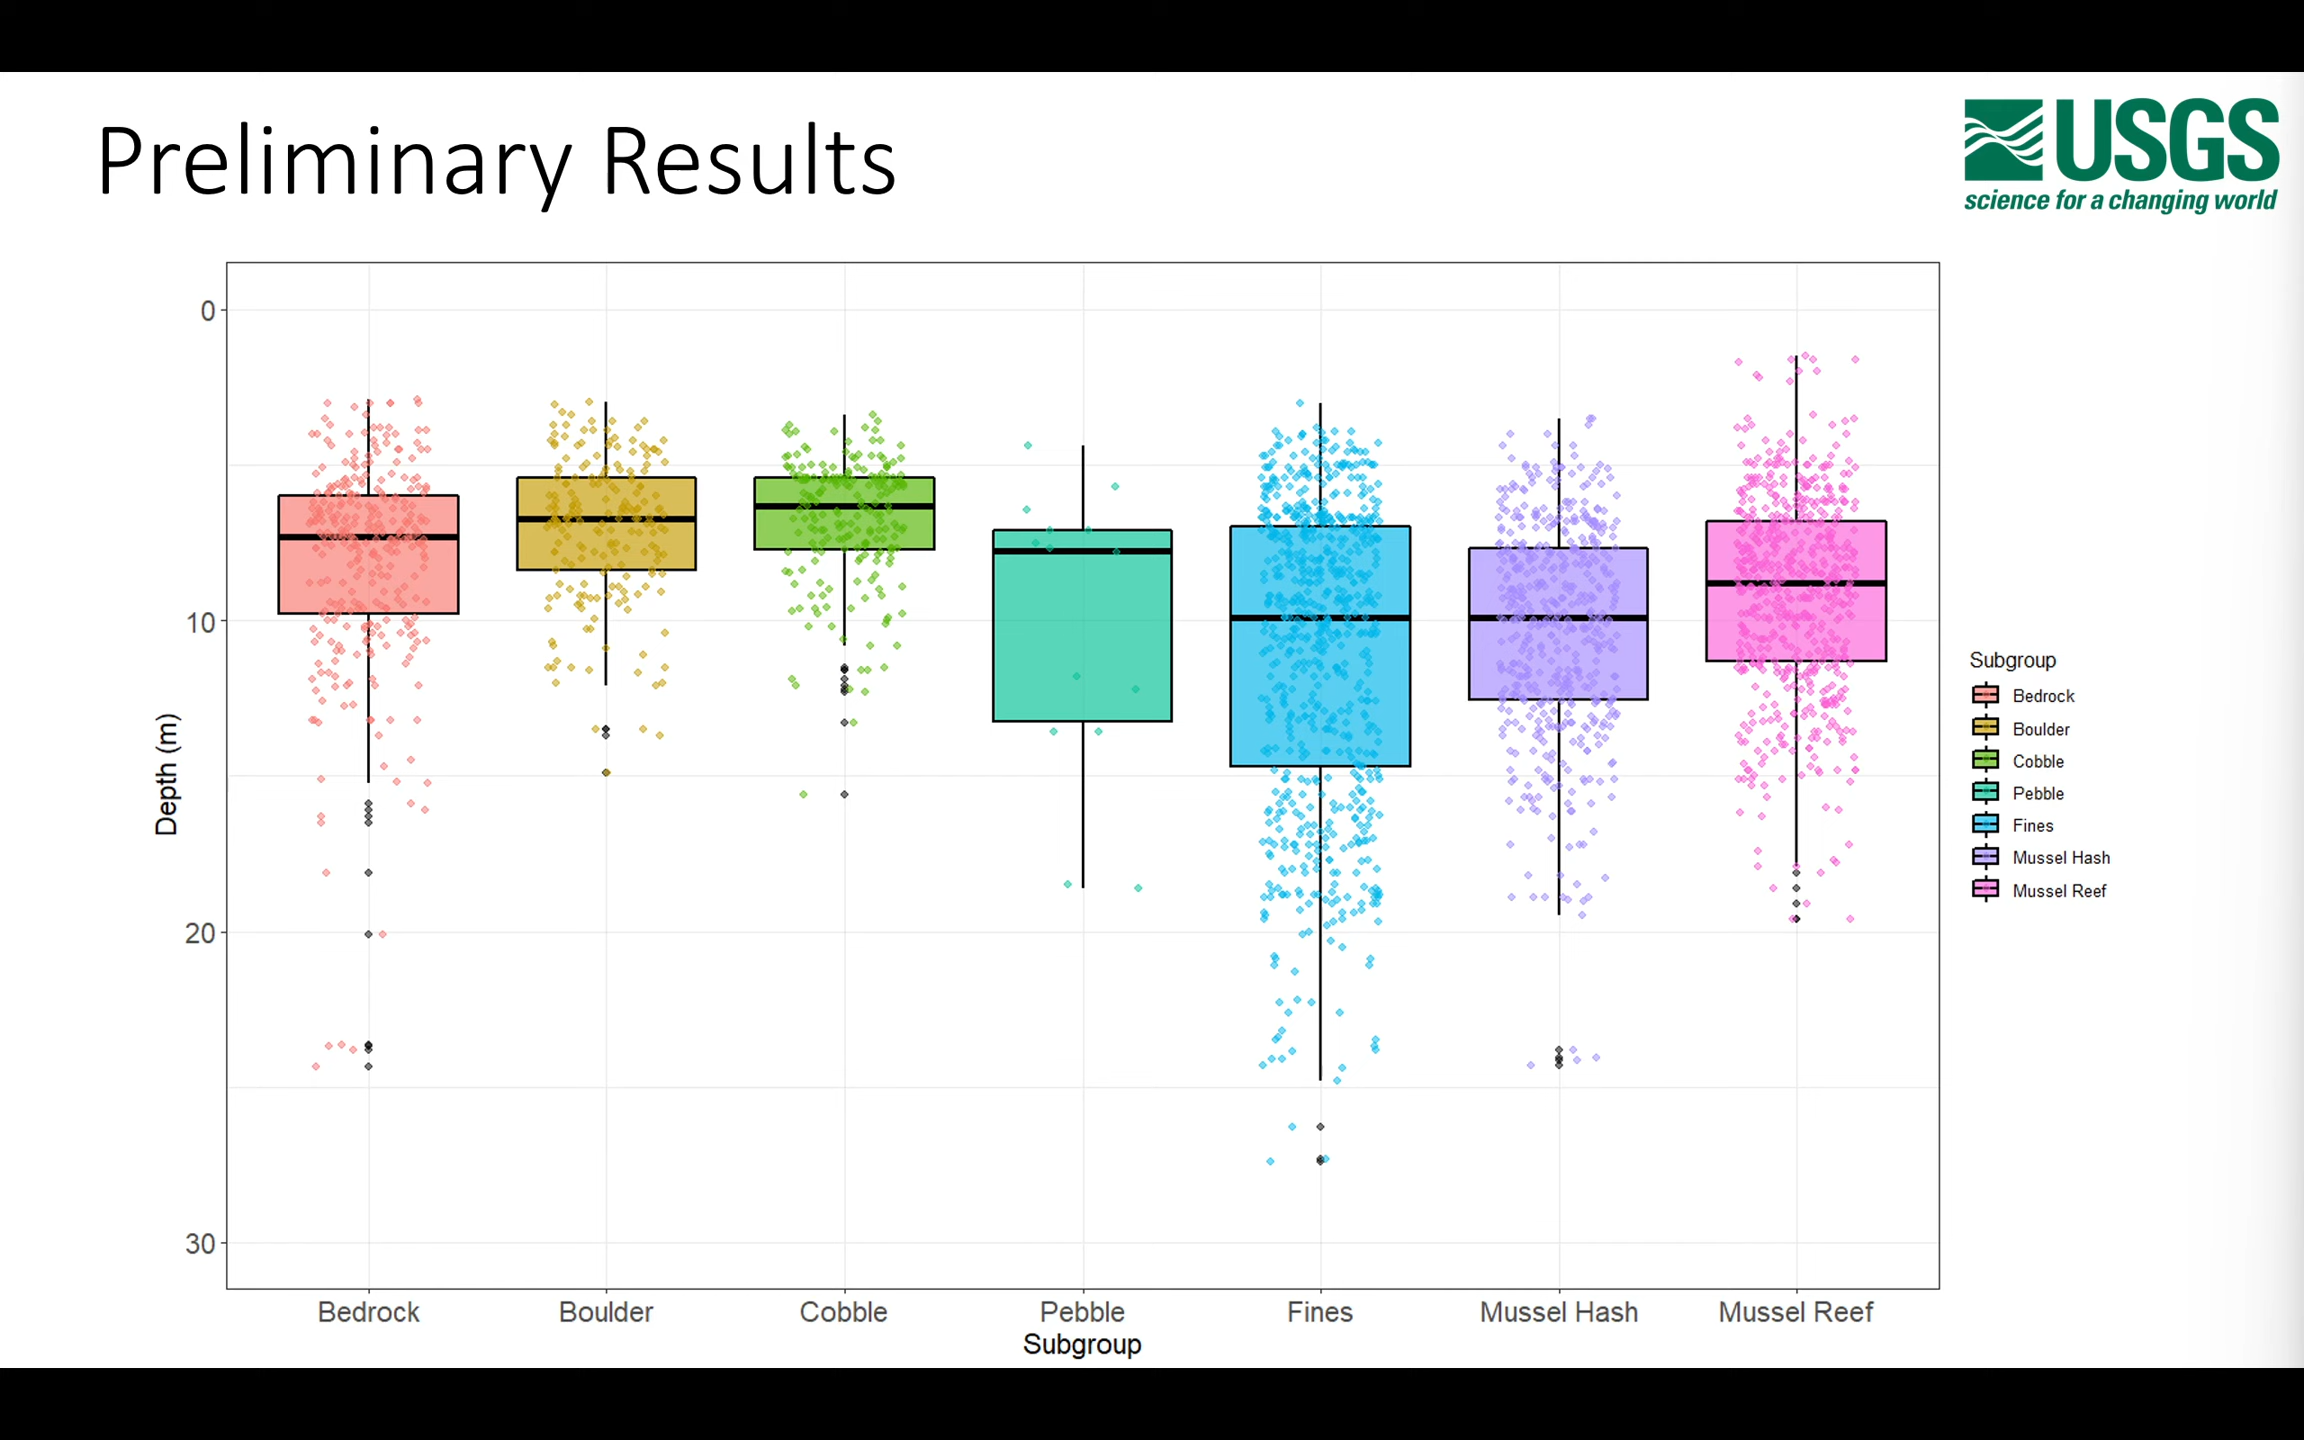 Preliminary Results
USGS
science for a changing world
0
10
20
30
Depth (m)
Bedrock
Boulder
Cobble
Pebble
Fines
Mussel Hash
Mussel Reef
Subgroup
Subgroup
Bedrock
Boulder
Cobble
Pebble
Fines
Mussel Hash
Mussel Reef